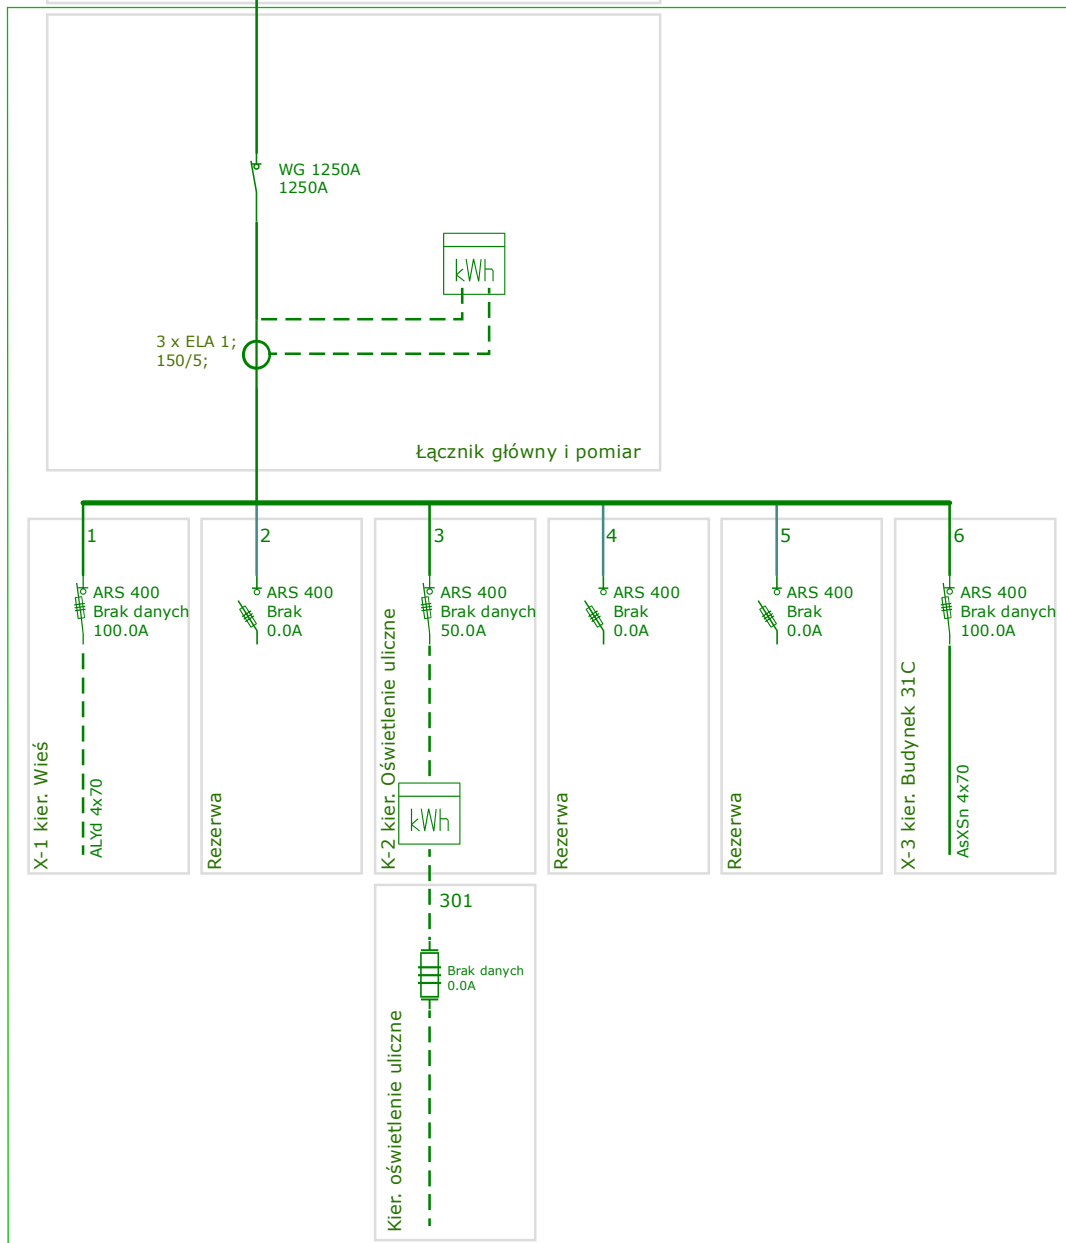 WG 1250A
1250A
kWh
3 x ELA 1;
150/5;
Łącznik główny i pomiar
1
ARS 400
Brak danych
100.0A
X-1 kier. Wieś
ALYd 4x70
2
ARS 400
Brak
0.0A
Rezerwa
3
ARS 400
Brak danych
50.0A
K-2 kier. Oświetlenie uliczne
kWh
4
ARS 400
Brak
0.0A
Rezerwa
5
ARS 400
Brak
0.0A
Rezerwa
6
ARS 400
Brak danych
100.0A
X-3 kier. Budynek 31C
AsXSn 4x70
301
Brak danych
0.0A
Kier. oświetlenie uliczne